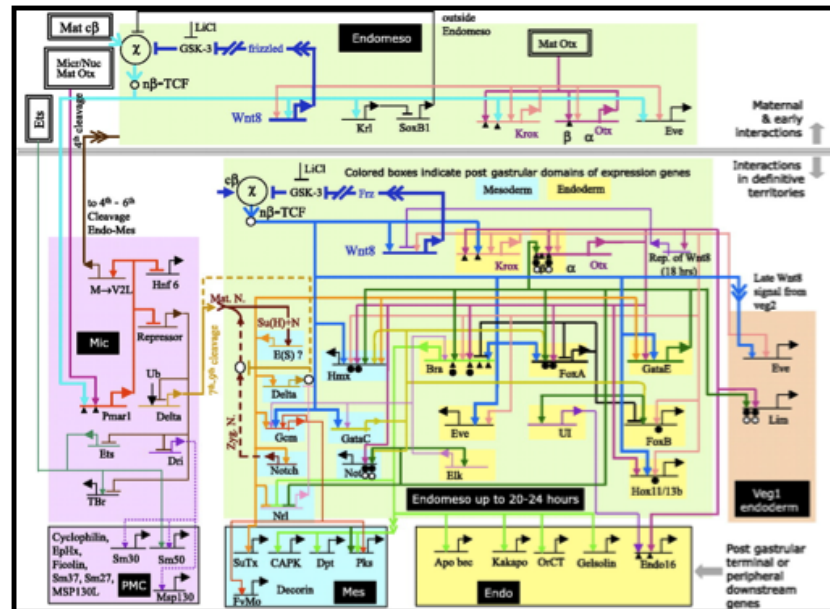 Mat cβ
χ
LiCl
GSK-3
frizzled
Endomeso
outside
Endomeso
Mat Otx
Micr/Nuc
Mat Otx
nβ=TCF
Ets
4th cleavage
Wnt8
Krl
SoxB1
Krox
β α
Otx
Eve
Maternal
& early
interactions
Interactions
in definitive
territories
cβ
χ
LiCl
GSK-3
Frz
nβ=TCF
Colored boxes indicate post gastrular domains of expression genes
Mesoderm
Endoderm
to 4th - 6th
Cleavage
Endo-Mes
Wnt8
Krox
α
Otx
Rep. of Wnt8
(18 hrs)
Late Wnt8
signal from
veg2
M→V2L
Hnf 6
Mic
Repressor
Mat. N.
7th-9th cleavage
Su(H)+N
E(S) ?
Hmx
Bra
FoxA
GataE
Eve
Ub
Pmar1
Delta
Delta
Lim
Zyg. N.
Gcm
GataC
Eve
UI
FoxB
Ets
Dri
Notch
Not
Elk
Hox11/13b
TBr
Nrl
Endomeso up to 20-24 hours
Veg1
endoderm
Cyclophilin,
EpHx,
Ficolin,
Sm37, Sm27,
MSP130L
PMC
Sm30
Sm50
Msp130
SuTx
CAPK
Dpt
Pks
FvMo
Decorin
Mes
Apo bec
Kakapo
OrCT
Gelsolin
Endo16
Endo
Post gastrular
terminal or
peripheral
downstream
genes